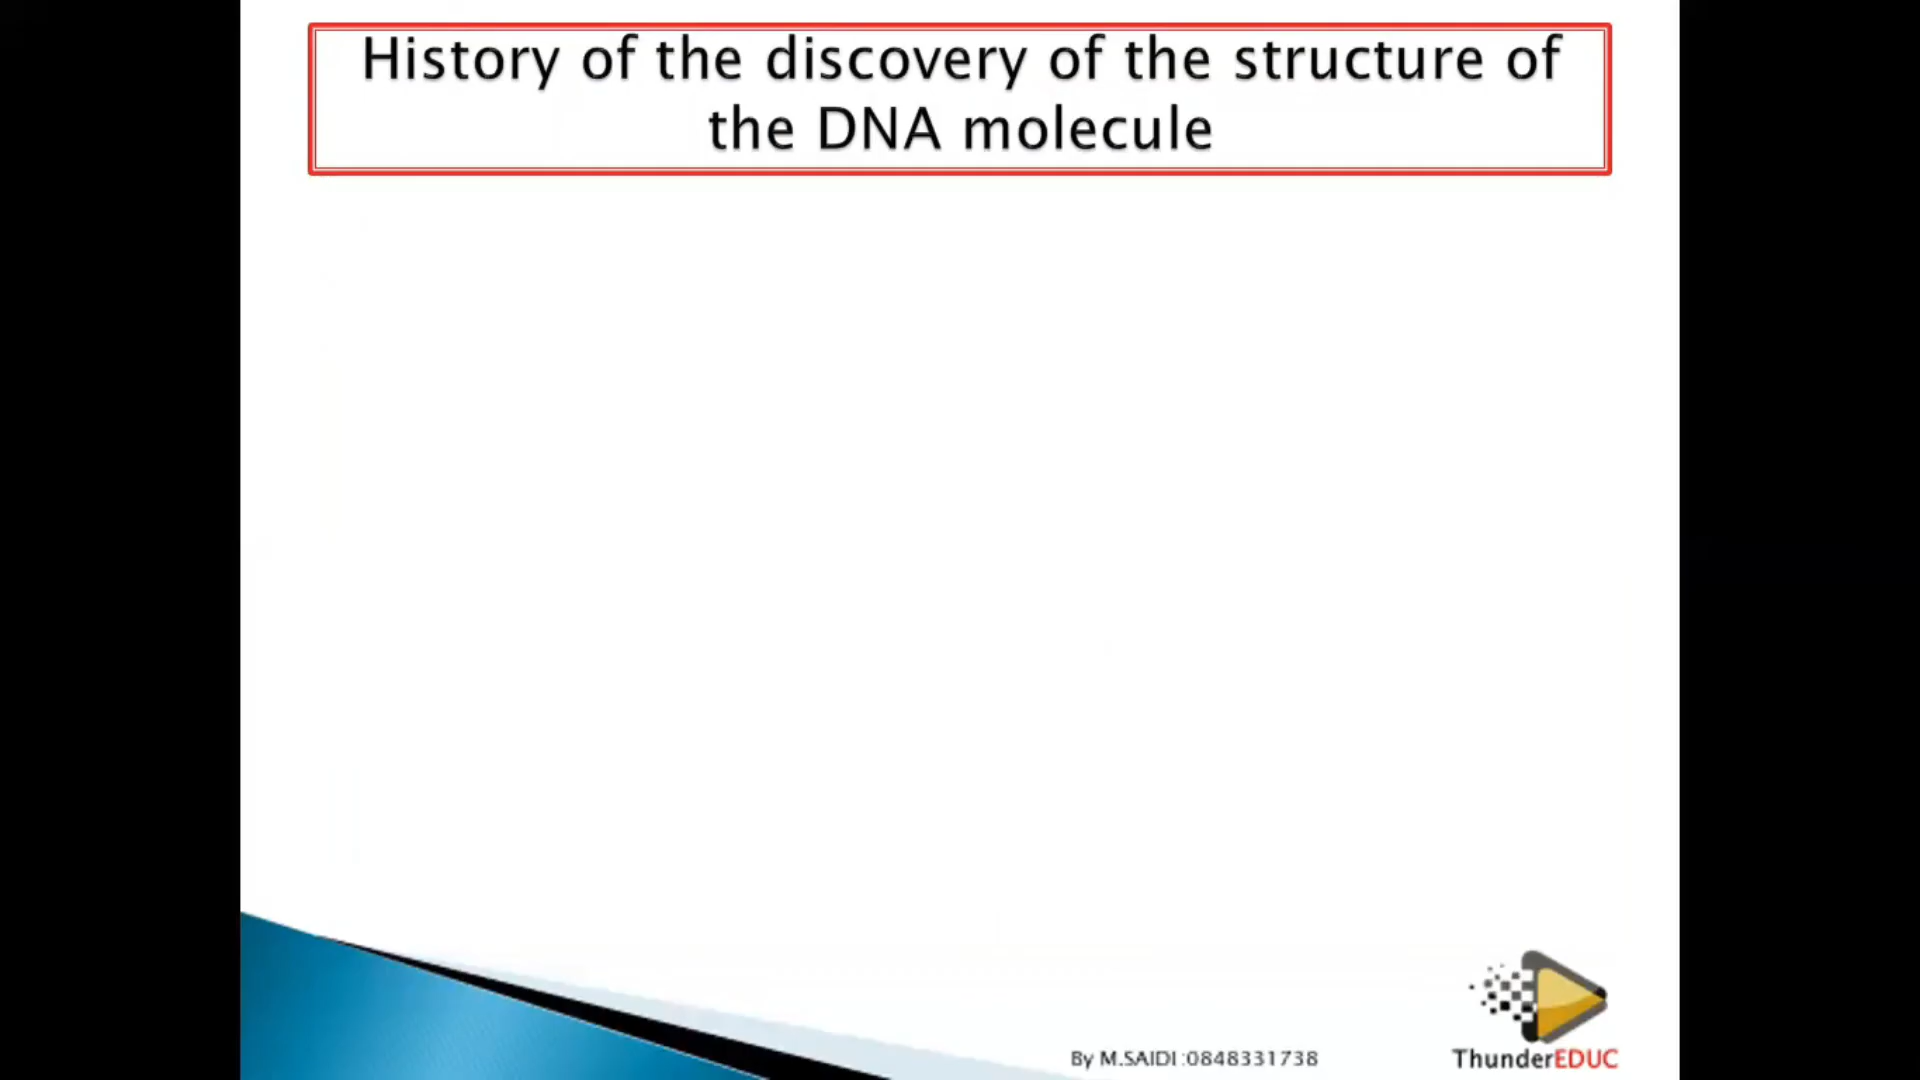 History of the discovery of the structure of
the DNA molecule
By M.SAIDI :0848331738
ThunderEDUC